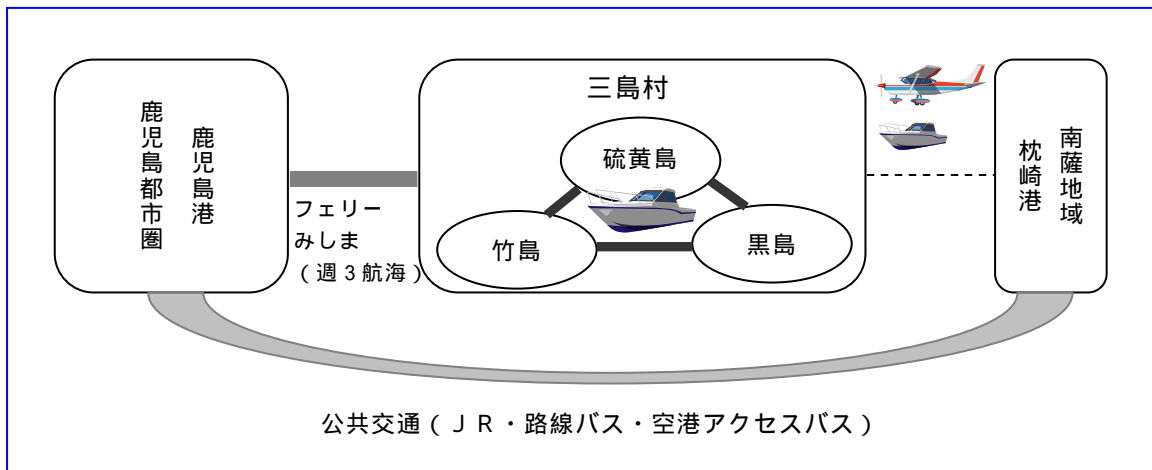 鹿児島港
鹿児島都市圏
フェリー
みしま
（週３航海）
三島村
硫黄島
竹島
黒島
南薩地域
枕崎港
公共交通（ＪＲ・路線バス・空港アクセスバス）